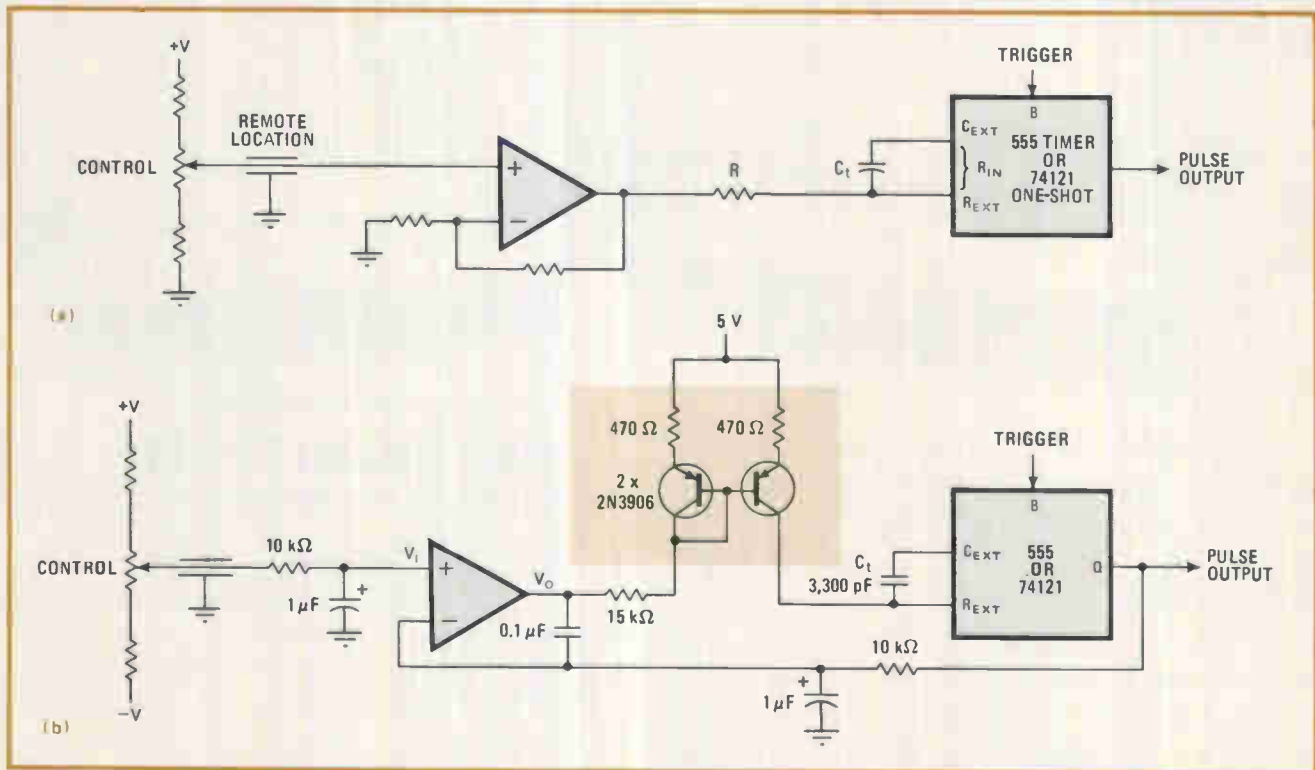 +V
CONTROL
REMOTE
LOCATION
+
−
R
C_t
TRIGGER
B
C_EXT
R_IN
R_EXT
555 TIMER
OR
74121
ONE-SHOT
PULSE
OUTPUT
(a)
+V
CONTROL
−V
10 kΩ
1 µF
+
V_I
+
−
V_O
0.1 µF
15 kΩ
5 V
470 Ω
470 Ω
2 x
2N3906
C_t
3,300 pF
TRIGGER
B
C_EXT
R_EXT
555
OR
74121
Q
PULSE
OUTPUT
10 kΩ
+
1 µF
(b)